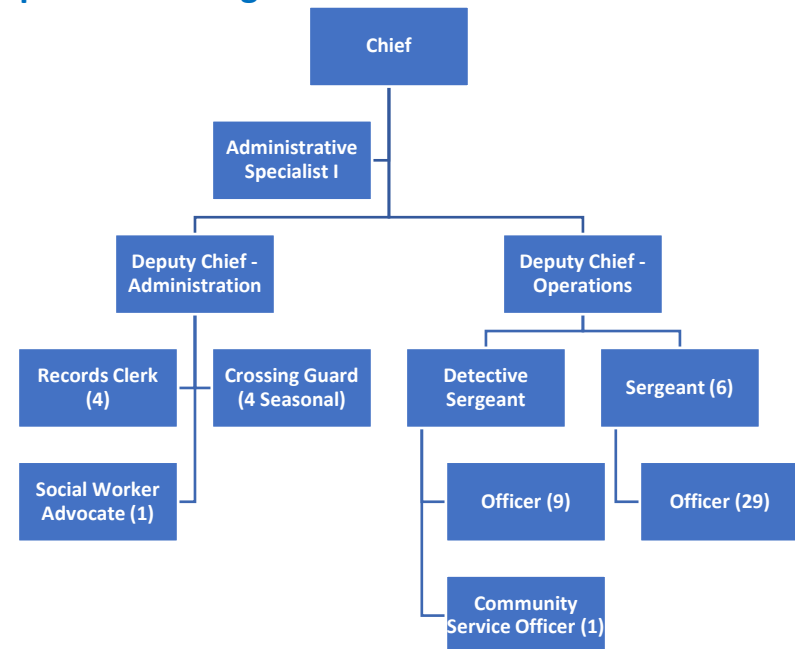 Chief
Administrative
Specialist I
Deputy Chief -
Administration
Deputy Chief -
Operations
Records Clerk
(4)
Crossing Guard
(4 Seasonal)
Detective
Sergeant
Sergeant (6)
Social Worker
Advocate (1)
Officer (9)
Officer (29)
Community
Service Officer (1)